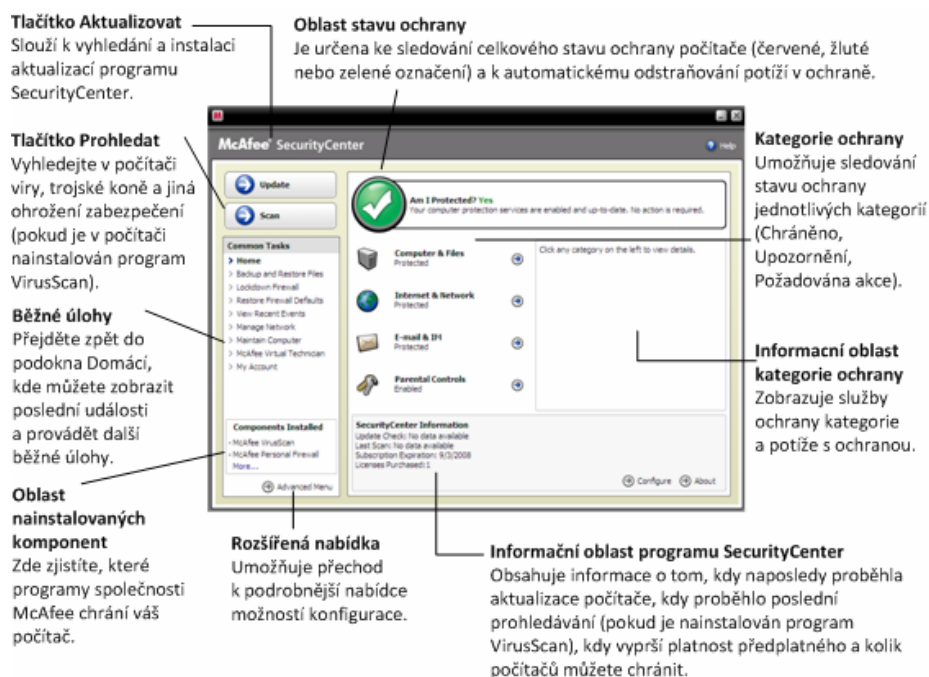 Tlačítko Aktualizovat
Slouží k vyhledání a instalaci
aktualizací programu
SecurityCenter.
Oblast stavu ochrany
Je určena ke sledování celkového stavu ochrany počítače (červené, žluté
nebo zelené označení) a k automatickému odstraňování potíží v ochraně.
Tlačítko Prohledat
Vyhledejte v počítači
viry, trojské koně a jiná
ohrožení zabezpečení
(pokud je v počítači
nainstalován program
VirusScan).
Běžné úlohy
Přejděte zpět do
podokna Domácí,
kde můžete zobrazit
poslední události
a provádět další
běžné úlohy.
Oblast
nainstalovaných
komponent
Zde zjistíte, které
programy společnosti
McAfee chrání váš
počítač.
McAfee® SecurityCenter
Help
Update
Scan
Common Tasks
> Home
> Backup and Restore Files
> Lockdown Firewall
> Restore Firewall Defaults
> View Recent Events
> Manage Network
> Maintain Computer
> McAfee Virtual Technician
> My Account
Components Installed
- McAfee VirusScan
- McAfee Personal Firewall
More...
Advanced Menu
Am I Protected? Yes
Your computer protection services are enabled and up-to-date. No action is required.
Computer & Files
Protected
Internet & Network
Protected
E-mail & IM
Protected
Parental Controls
Enabled
Click any category on the left to view details.
SecurityCenter Information
Update Check: No data available
Last Scan: No data available
Subscription Expiration: 9/3/2008
Licenses Purchased: 1
Configure
About
Kategorie ochrany
Umožňuje sledování
stavu ochrany
jednotlivých kategorií
(Chráněno,
Upozornění,
Požadována akce).
Informacní oblast
kategorie ochrany
Zobrazuje služby
ochrany kategorie
a potíže s ochranou.
Rozšířená nabídka
Umožňuje přechod
k podrobnější nabídce
možností konfigurace.
Informační oblast programu SecurityCenter
Obsahuje informace o tom, kdy naposledy proběhla
aktualizace počítače, kdy proběhlo poslední
prohledávání (pokud je nainstalován program
VirusScan), kdy vyprší platnost předplatného a kolik
počítačů můžete chránit.